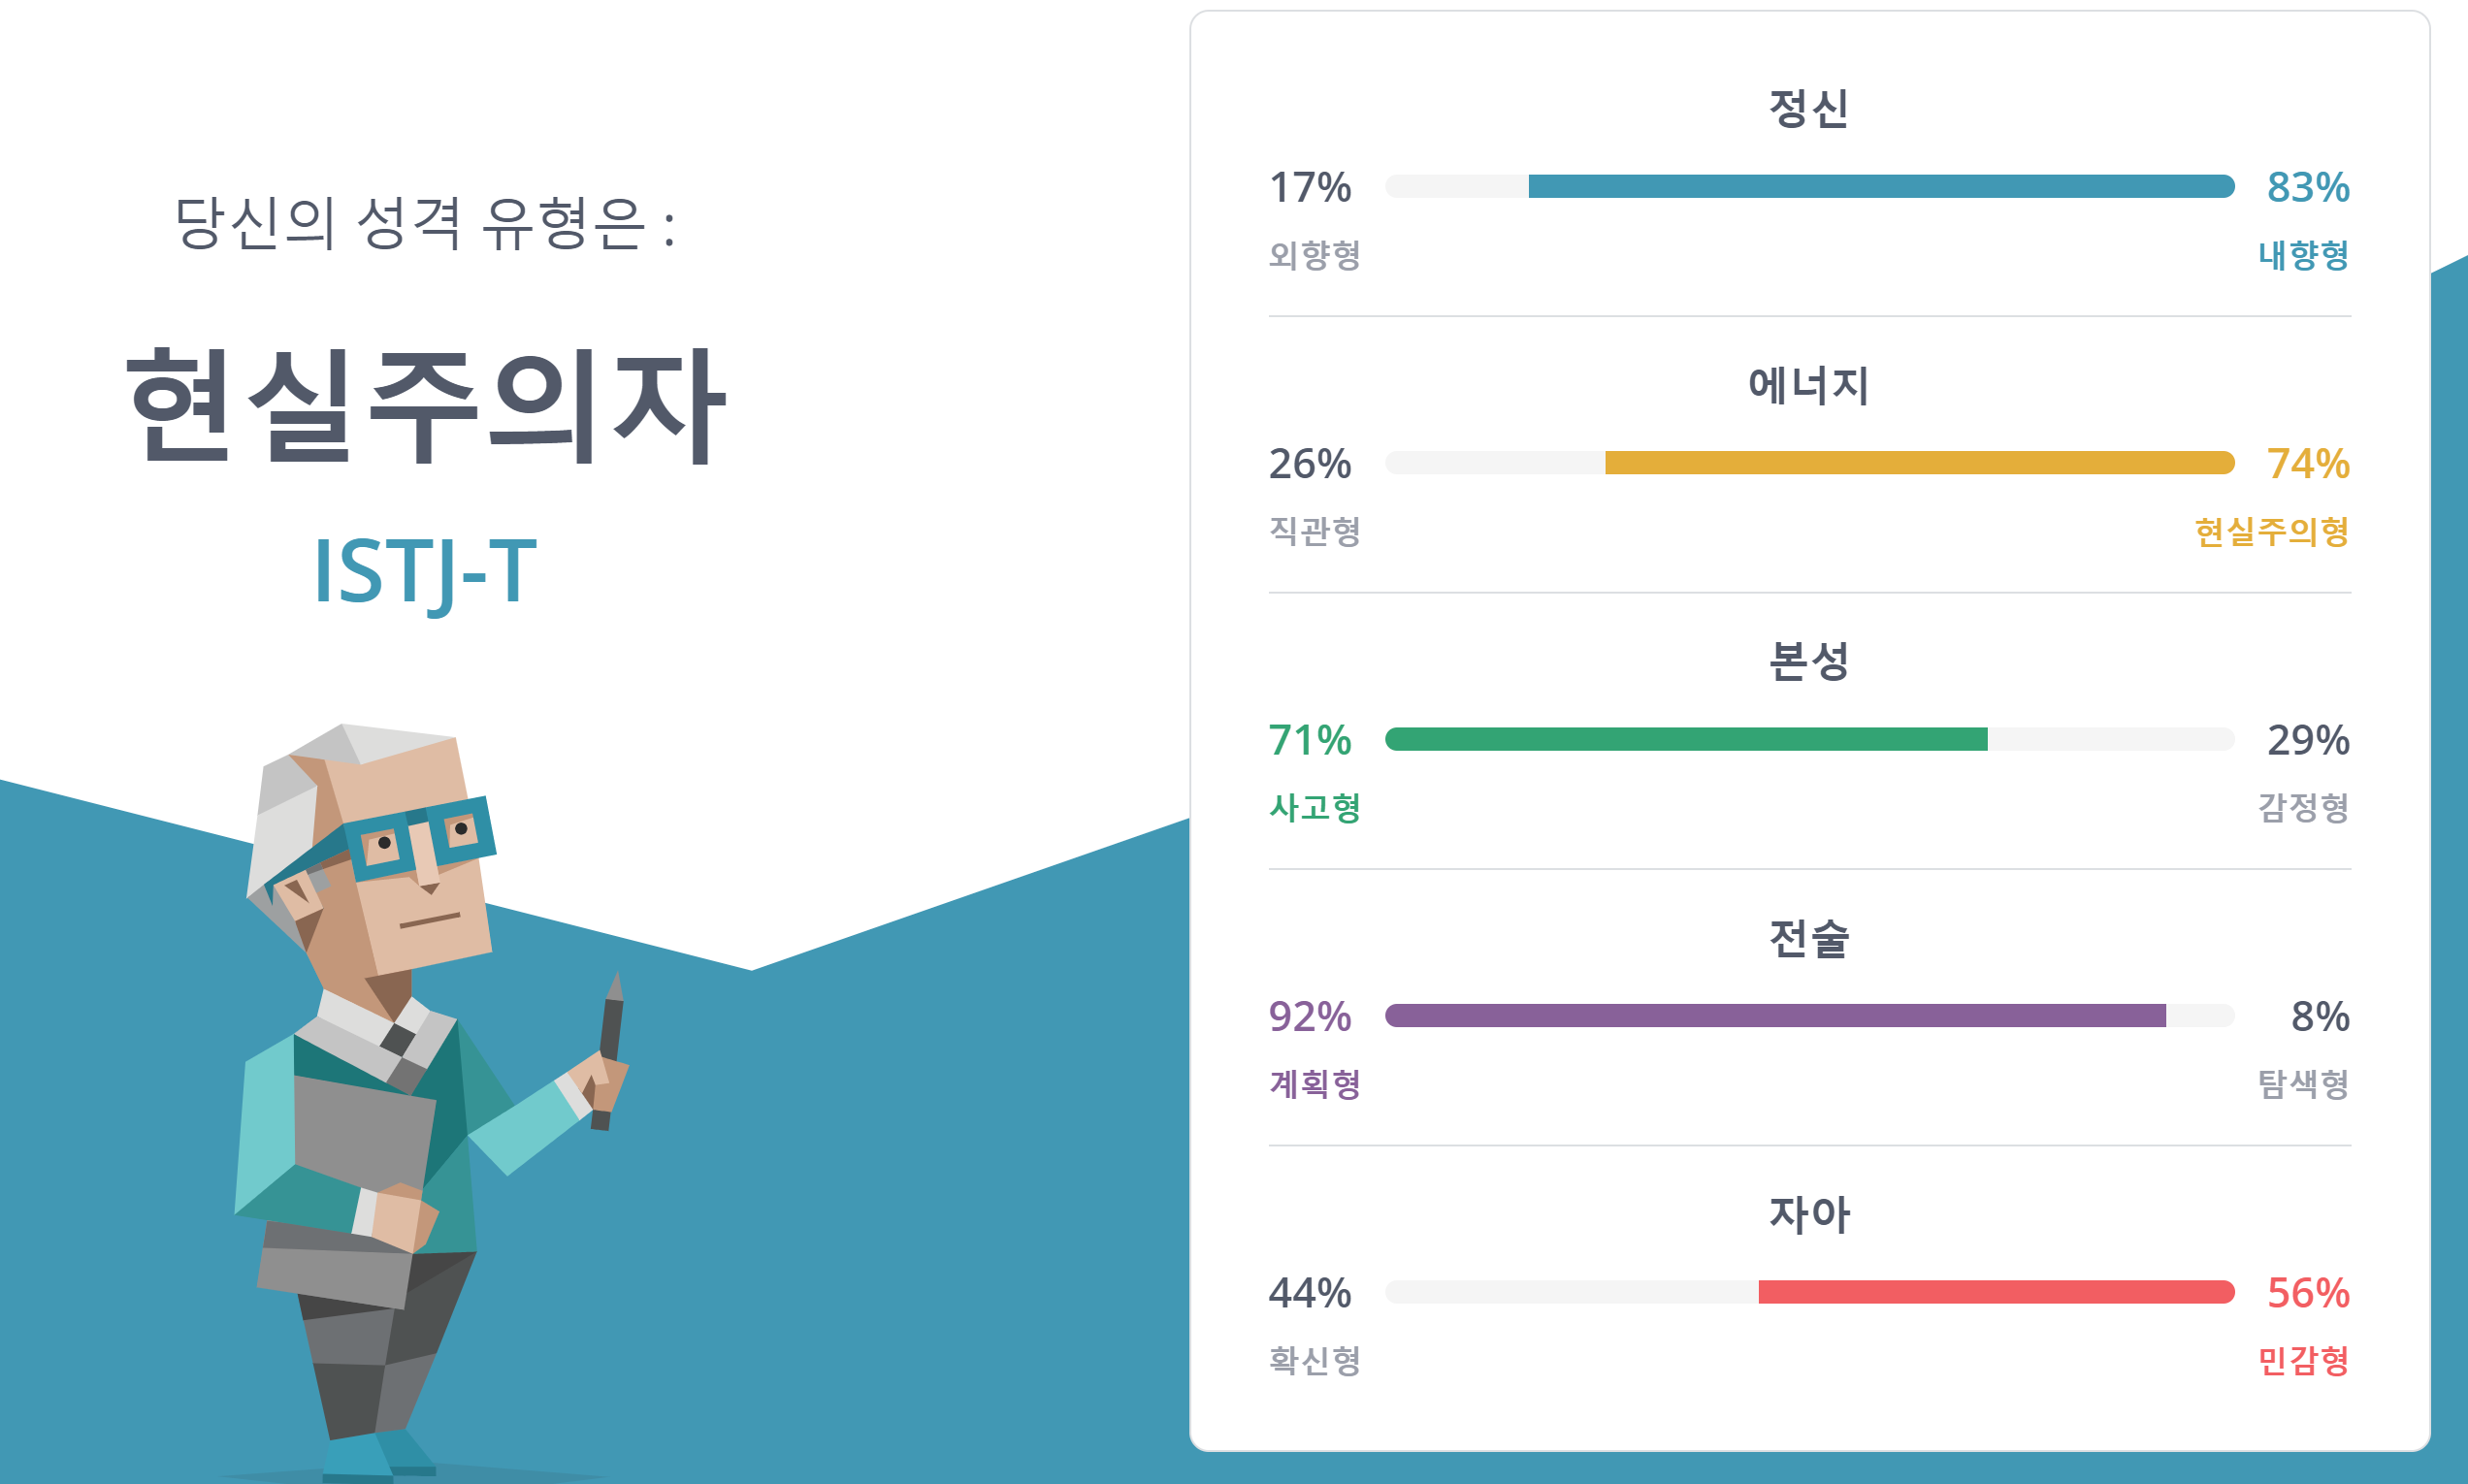 당신의 성격 유형은 :
현실주의자
ISTJ-T
정신
17% 83%
외향형 내향형
에너지
26% 74%
직관형 현실주의형
본성
71% 29%
사고형 감정형
전술
92% 8%
계획형 탐색형
자아
44% 56%
확신형 민감형